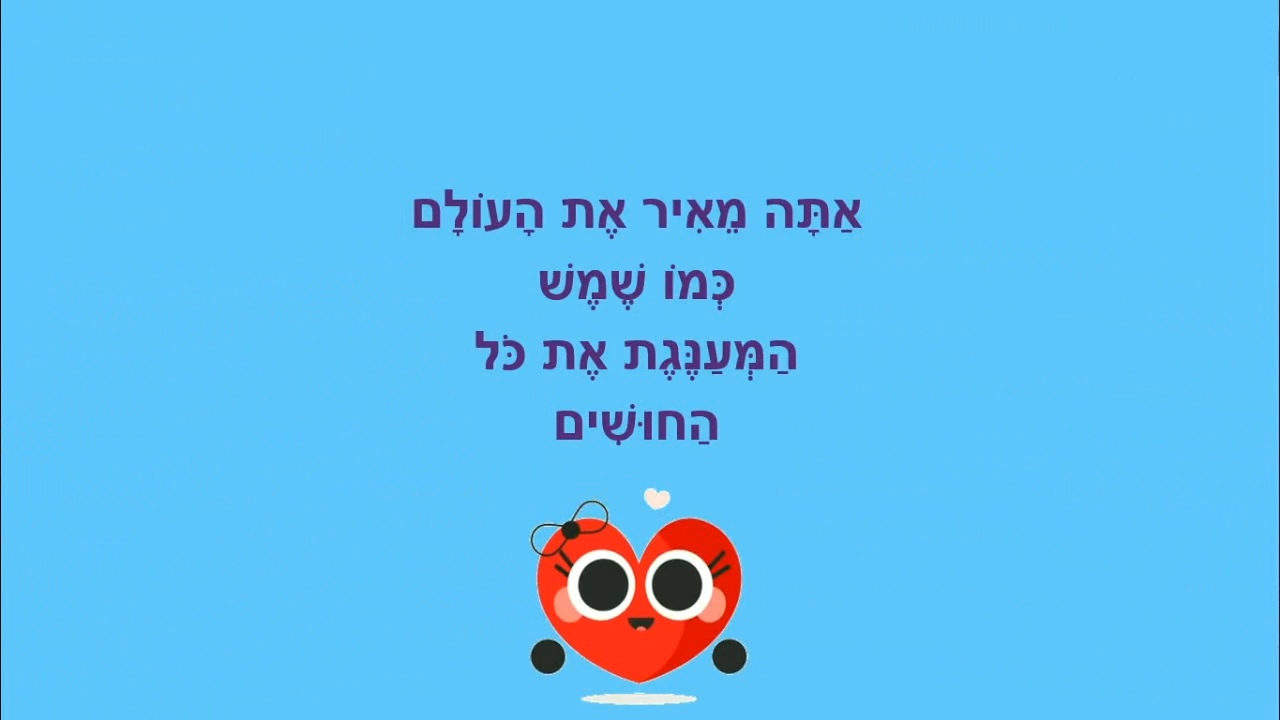 אַתָּה מֵאִיר אֶת הָעוֹלָם
כְּמוֹ שֶׁמֶשׁ
הַמְּעַנֶּגֶת אֶת כֹּל
הַחוּשִׁים